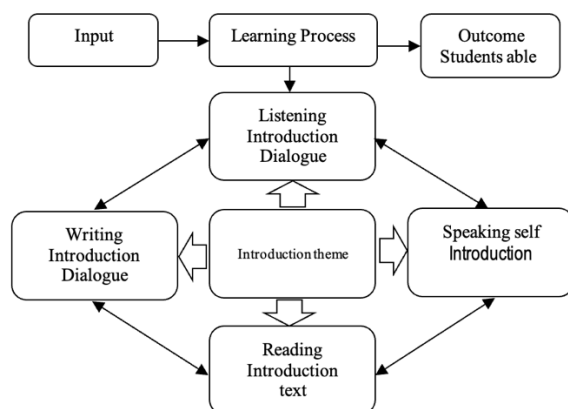 Input
Learning Process
Outcome
Students able
Listening
Introduction
Dialogue
Writing
Introduction
Dialogue
Introduction theme
Speaking self
Introduction
Reading
Introduction
text